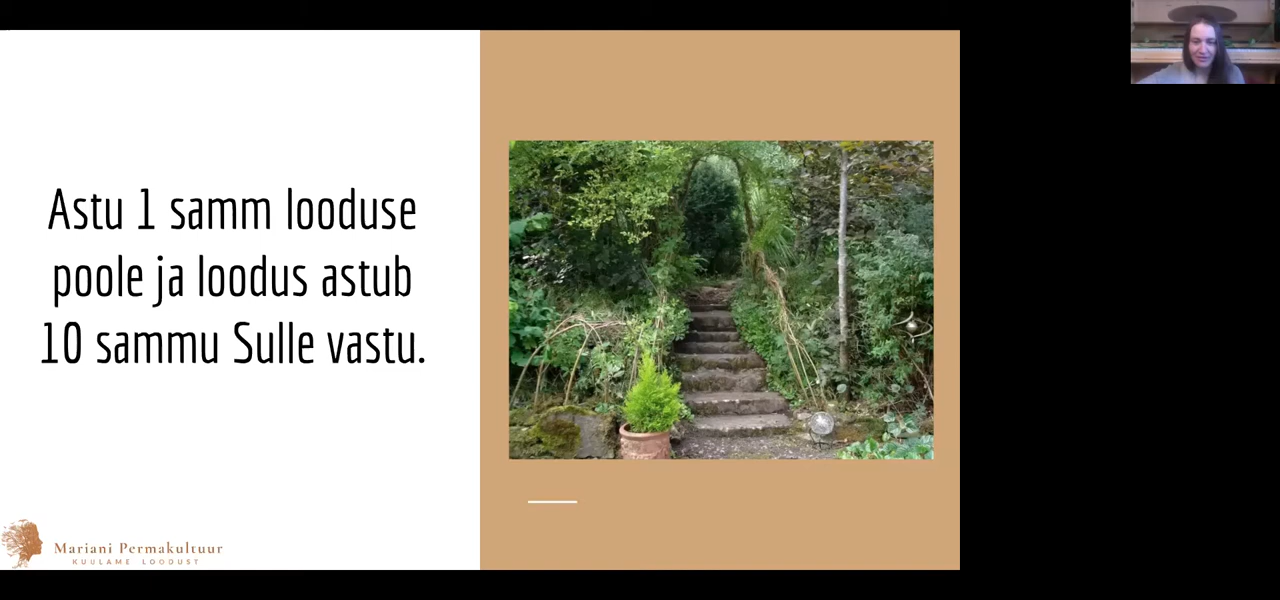 Astu 1 samm looduse
poole ja loodus astub
10 sammu Sulle vastu.
Mariani Permakultuur
KUULAME LOODUST